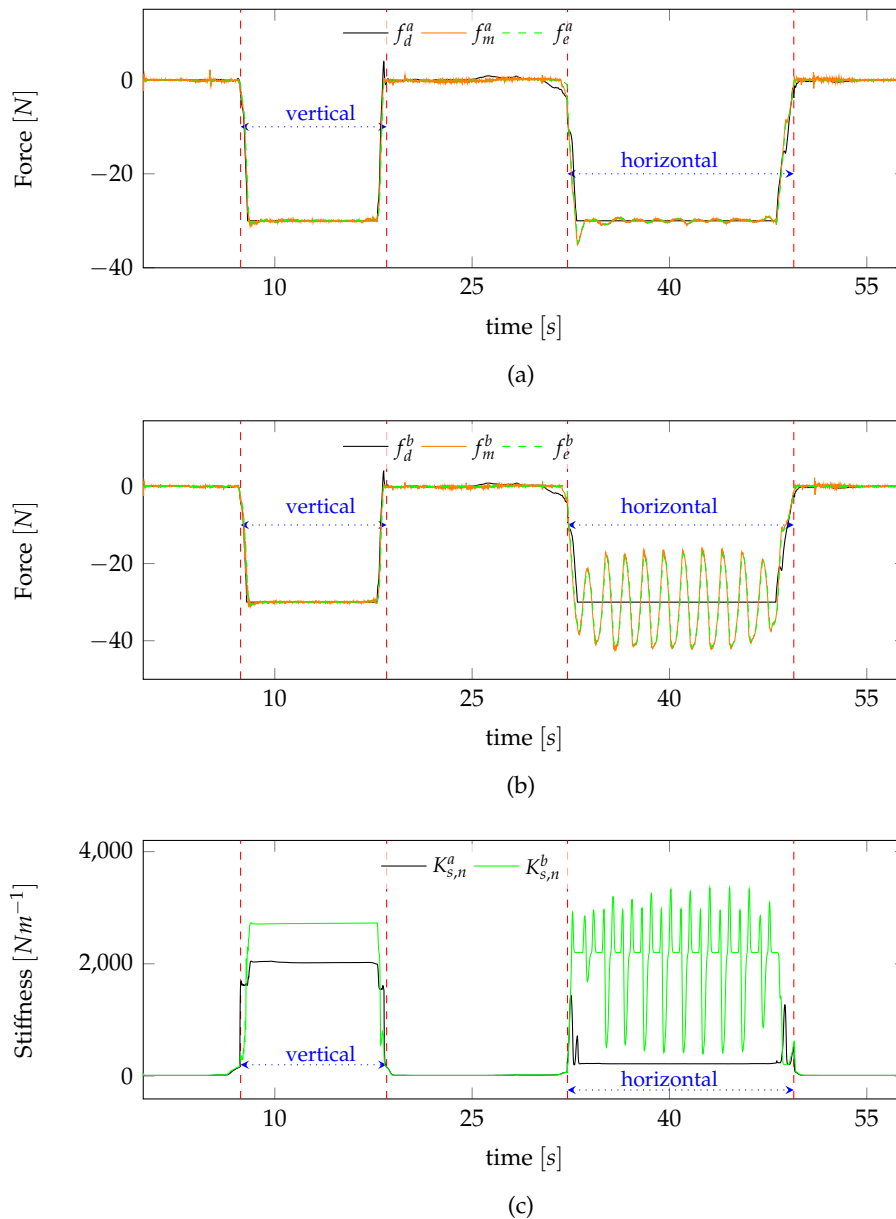 f_d^a f_m^a f_e^a
0
−20
−40
Force [N]
vertical
horizontal
10 25 40 55
time [s]
(a)
f_d^b f_m^b f_e^b
0
−20
−40
Force [N]
vertical
horizontal
10 25 40 55
time [s]
(b)
K_{s,n}^a K_{s,n}^b
4,000
2,000
0
Stiffness [Nm^{−1}]
vertical
horizontal
10 25 40 55
time [s]
(c)